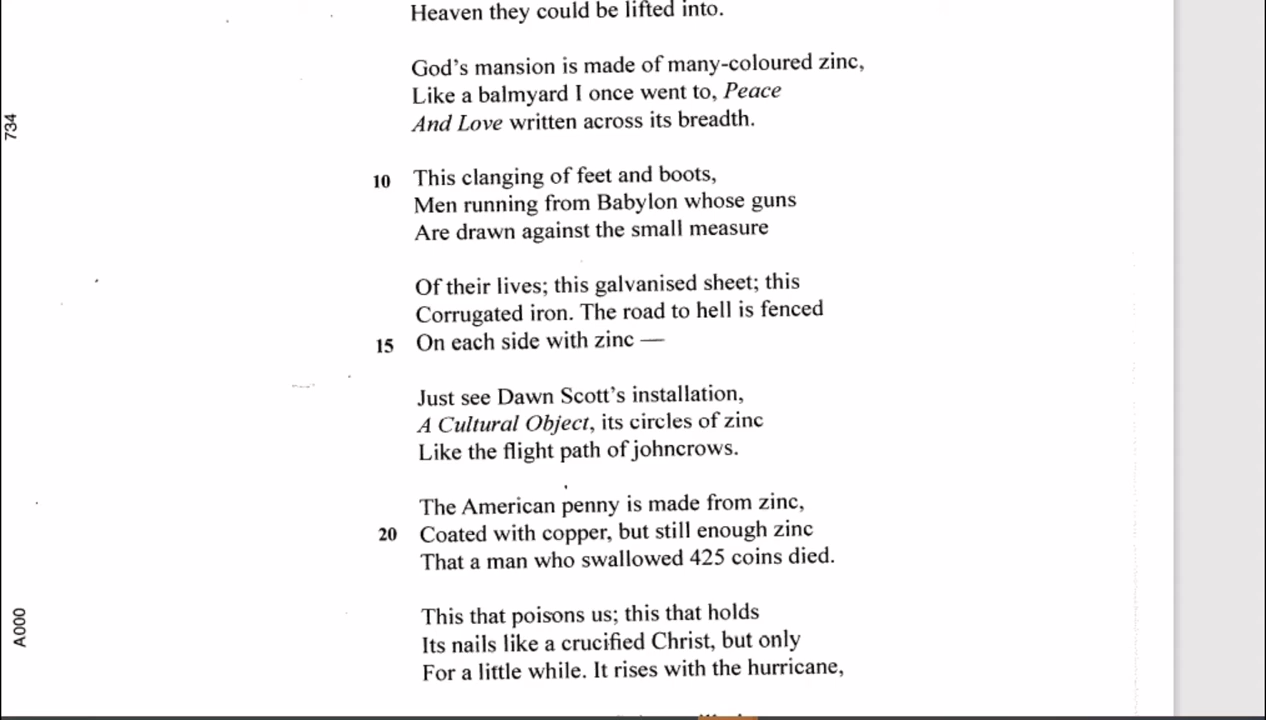 Heaven they could be lifted into.
God's mansion is made of many-coloured zinc,
Like a balmyard I once went to, Peace
And Love written across its breadth.
734
10 This clanging of feet and boots,
Men running from Babylon whose guns
Are drawn against the small measure
Of their lives; this galvanised sheet; this
Corrugated iron. The road to hell is fenced
15 On each side with zinc —
Just see Dawn Scott's installation,
A Cultural Object, its circles of zinc
Like the flight path of johncrows.
The American penny is made from zinc,
20 Coated with copper, but still enough zinc
That a man who swallowed 425 coins died.
A000
This that poisons us; this that holds
Its nails like a crucified Christ, but only
For a little while. It rises with the hurricane,